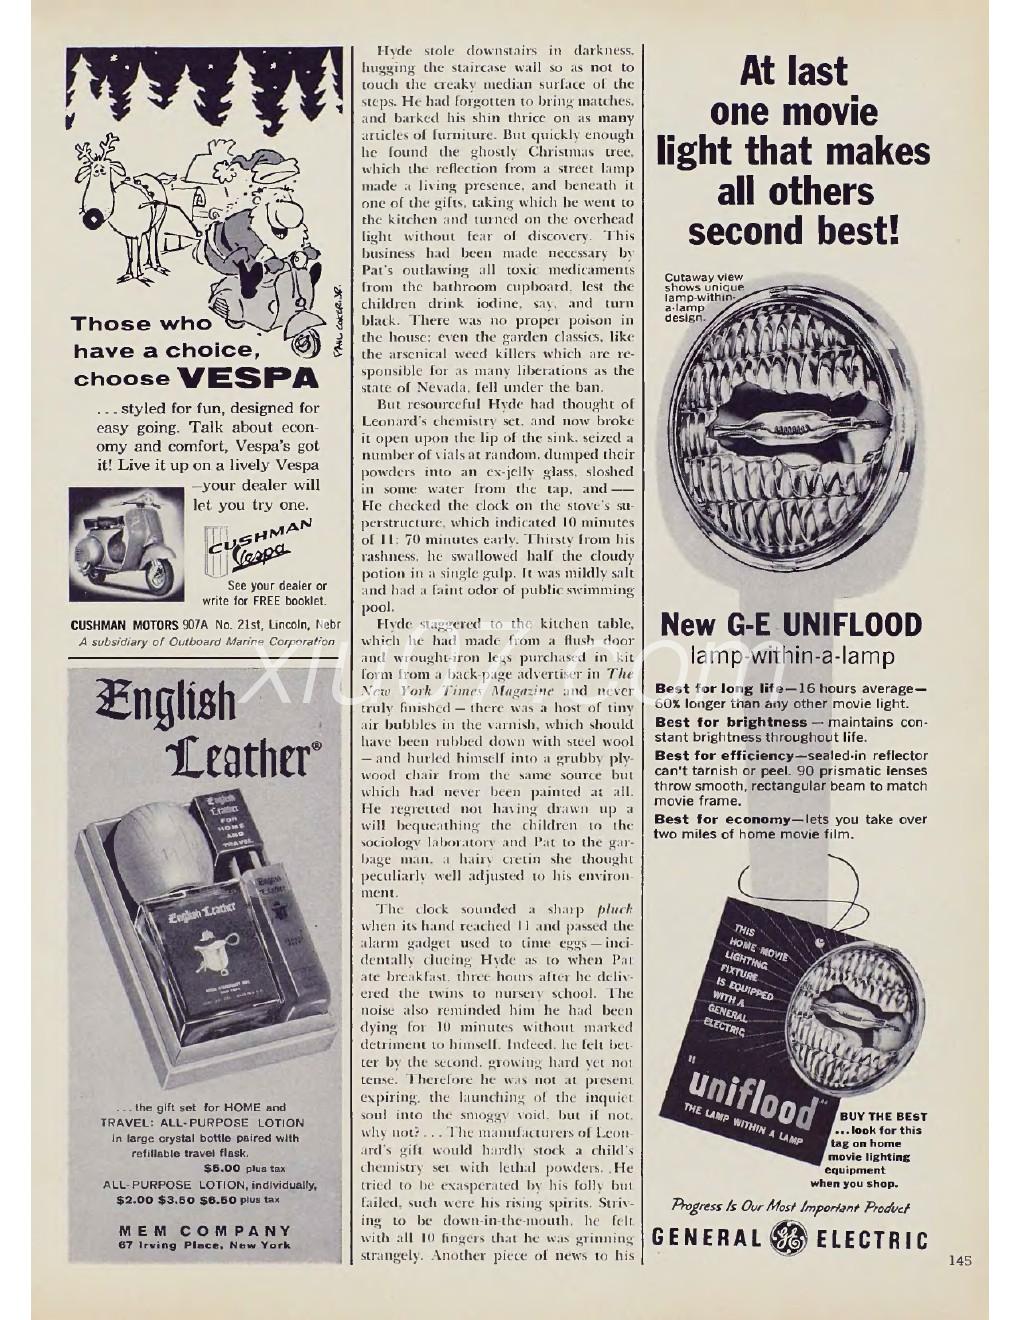 Those who
have a choice,
choose VESPA
PAUL COKER, JR.
... styled for fun, designed for
easy going. Talk about econ-
omy and comfort, Vespa's got
it! Live it up on a lively Vespa
—your dealer will
let you try one.
CUSHMAN
Vespa
See your dealer or
write for FREE booklet.
CUSHMAN MOTORS 907A No. 21st, Lincoln, Nebr
A subsidiary of Outboard Marine Corporation
English
Leather®
English
Leather
FOR
HOME
AND
TRAVEL
English Leather
... the gift set for HOME and
TRAVEL: ALL-PURPOSE LOTION
in large crystal bottle paired with
refillable travel flask.
$5.00 plus tax
ALL-PURPOSE LOTION, individually,
$2.00 $3.50 $6.50 plus tax
MEM COMPANY
67 Irving Place, New York
Hyde stole downstairs in darkness,
hugging the staircase wall so as not to
touch the creaky median surface of the
steps. He had forgotten to bring matches,
and barked his shin thrice on as many
articles of furniture. But quickly enough
he found the ghostly Christmas tree,
which the reflection from a street lamp
made a living presence, and beneath it
one of the gifts, taking which he went to
the kitchen and turned on the overhead
light without fear of discovery. This
business had been made necessary by
Pat's outlawing all toxic medicaments
from the bathroom cupboard, lest the
children drink iodine, say, and turn
black. There was no proper poison in
the house; even the garden classics, like
the arsenical weed killers which are re-
sponsible for as many liberations as the
state of Nevada, fell under the ban.
But resourceful Hyde had thought of
Leonard's chemistry set, and now broke
it open upon the lip of the sink, seized a
number of vials at random, dumped their
powders into an ex-jelly glass, sloshed
in some water from the tap, and ——
He checked the clock on the stove's su-
perstructure, which indicated 10 minutes
of 11; 70 minutes early. Thirsty from his
rashness, he swallowed half the cloudy
potion in a single gulp. It was mildly salt
and had a faint odor of public swimming
pool.
Hyde staggered to the kitchen table,
which he had made from a flush door
and wrought-iron legs purchased in kit
form from a back-page advertiser in The
New York Times Magazine and never
truly finished — there was a host of tiny
air bubbles in the varnish, which should
have been rubbed down with steel wool
— and hurled himself into a grubby ply-
wood chair from the same source but
which had never been painted at all.
He regretted not having drawn up a
will bequeathing the children to the
sociology laboratory and Pat to the gar-
bage man, a hairy cretin she thought
peculiarly well adjusted to his environ-
ment.
The clock sounded a sharp pluck
when its hand reached 11 and passed the
alarm gadget used to time eggs — inci-
dentally clueing Hyde as to when Pat
ate breakfast, three hours after he deliv-
ered the twins to nursery school. The
noise also reminded him he had been
dying for 10 minutes without marked
detriment to himself. Indeed, he felt bet-
ter by the second, growing hard yet not
tense. Therefore he was not at present
expiring, the launching of the inquiet
soul into the smoggy void, but if not,
why not? . . . The manufacturers of Leon-
ard's gift would hardly stock a child's
chemistry set with lethal powders. He
tried to be exasperated by his folly but
failed, such were his rising spirits. Striv-
ing to be down-in-the-mouth, he felt
with all 10 fingers that he was grinning
strangely. Another piece of news to his
At last
one movie
light that makes
all others
second best!
Cutaway view
shows unique
lamp-within-
a-lamp
design.
New G-E UNIFLOOD
lamp-within-a-lamp
Best for long life—16 hours average—
60% longer than any other movie light.
Best for brightness — maintains con-
stant brightness throughout life.
Best for efficiency—sealed-in reflector
can't tarnish or peel. 90 prismatic lenses
throw smooth, rectangular beam to match
movie frame.
Best for economy—lets you take over
two miles of home movie film.
THIS
HOME MOVIE
LIGHTING
FIXTURE
IS EQUIPPED
WITH A
GENERAL
ELECTRIC
"uniflood"
THE LAMP WITHIN A LAMP
BUY THE BEST
...look for this
tag on home
movie lighting
equipment
when you shop.
Progress Is Our Most Important Product
GENERAL GE ELECTRIC
145
xiu07.com